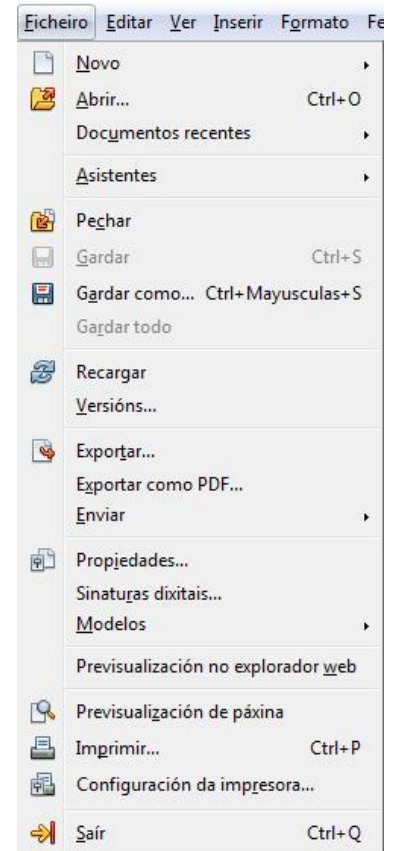 Ficheiro Editar Ver Inserir Formato Fe
Novo
Abrir... Ctrl+O
Documentos recentes
Asistentes
Pechar
Gardar Ctrl+S
Gardar como... Ctrl+Mayusculas+S
Gardar todo
Recargar
Versións...
Exportar...
Exportar como PDF...
Enviar
Propiedades...
Sinaturas dixitais...
Modelos
Previsualización no explorador web
Previsualización de páxina
Imprimir... Ctrl+P
Configuración da impresora...
Saír Ctrl+Q